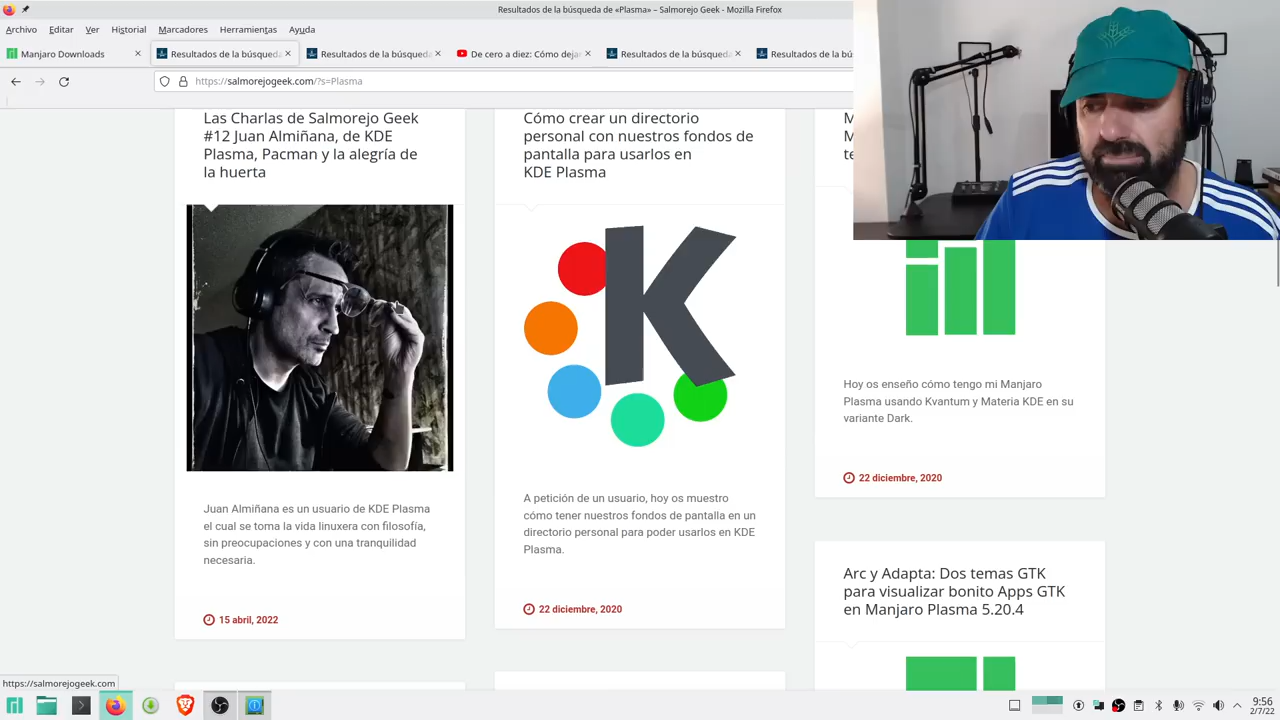 Resultados de la búsqueda de «Plasma» – Salmorejo Geek - Mozilla Firefox
Archivo Editar Ver Historial Marcadores Herramientas Ayuda
Manjaro Downloads
Resultados de la búsqueda
Resultados de la búsqueda
De cero a diez: Cómo dejar
Resultados de la búsqueda
Resultados de la bú
https://salmorejogeek.com/?s=Plasma
Las Charlas de Salmorejo Geek
#12 Juan Almiñana, de KDE
Plasma, Pacman y la alegría de
la huerta
Juan Almiñana es un usuario de KDE Plasma
el cual se toma la vida linuxera con filosofía,
sin preocupaciones y con una tranquilidad
necesaria.
15 abril, 2022
Cómo crear un directorio
personal con nuestros fondos de
pantalla para usarlos en
KDE Plasma
K
A petición de un usuario, hoy os muestro
cómo tener nuestros fondos de pantalla en un
directorio personal para poder usarlos en KDE
Plasma.
22 diciembre, 2020
M
M
te
Hoy os enseño cómo tengo mi Manjaro
Plasma usando Kvantum y Materia KDE en su
variante Dark.
22 diciembre, 2020
Arc y Adapta: Dos temas GTK
para visualizar bonito Apps GTK
en Manjaro Plasma 5.20.4
https://salmorejogeek.com
9:56
2/7/22